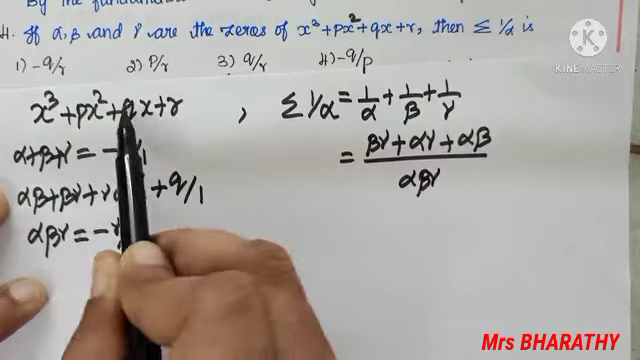 By the fundam
4. If α, β and γ are the zeroes of x³+px²+qx+r, then Σ 1/α is
1) -q/r 2) P/r 3) q/r 4) -q/p
KINEMASTER
x³+px²+qx+r , Σ 1/α = 1/α + 1/β + 1/γ
α+β+γ = - /1 = βγ+αγ+αβ / αβγ
αβ+βγ+γα +q/1
αβγ = -r
Mrs BHARATHY